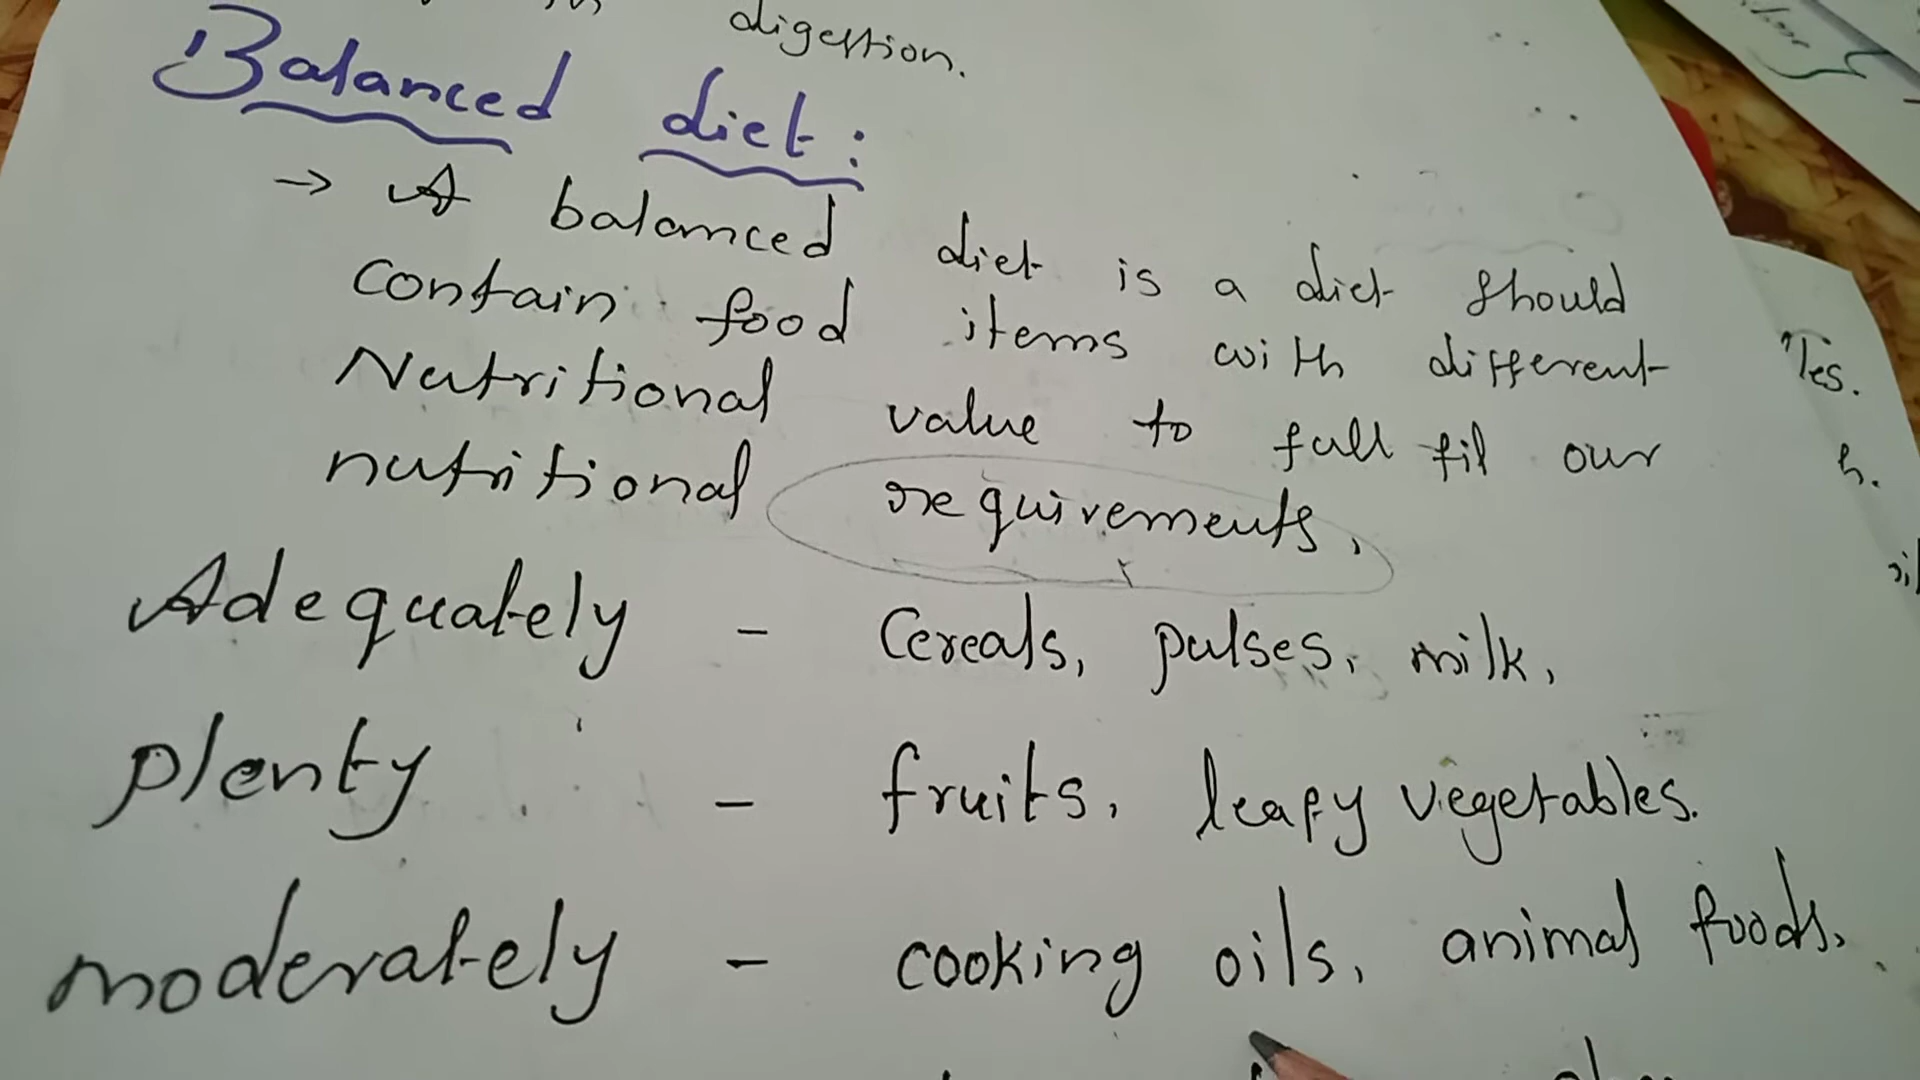 digestion.
Balanced diet:
→ A balanced diet is a diet should
contain food items with different
Nutritional value to full fil our
nutritional requirements,
Adequately - Cereals, pulses, milk,
plenty - fruits, leafy vegetables.
moderately - cooking oils, animal foods.